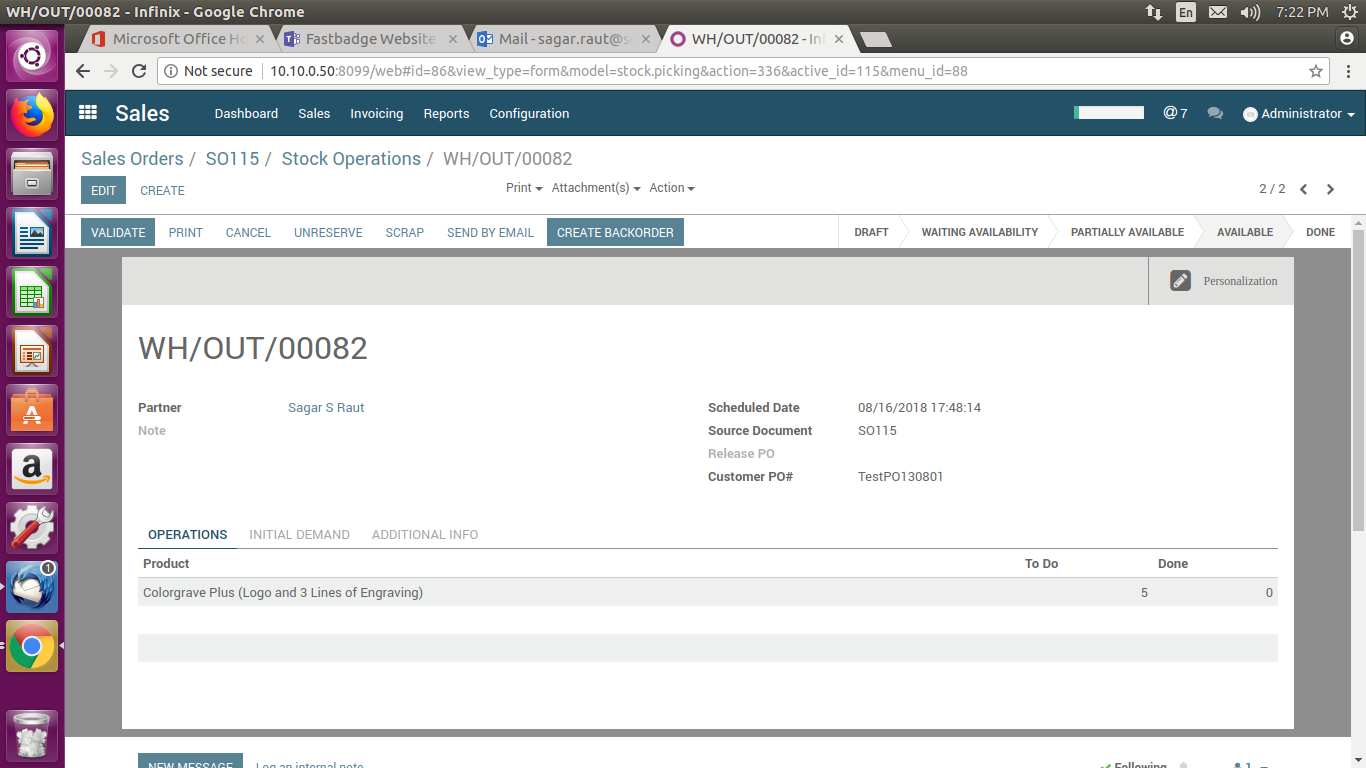 WH/OUT/00082 - Infinix - Google Chrome
En
7:22 PM
Microsoft Office Ho
Fastbadge Website
Mail - sagar.raut@s
WH/OUT/00082 - Inf
Not secure
10.10.0.50:8099/web#id=86&view_type=form&model=stock.picking&action=336&active_id=115&menu_id=88
Sales
Dashboard
Sales
Invoicing
Reports
Configuration
@7
Administrator
Sales Orders / SO115 / Stock Operations / WH/OUT/00082
EDIT
CREATE
Print
Attachment(s)
Action
2 / 2
VALIDATE
PRINT
CANCEL
UNRESERVE
SCRAP
SEND BY EMAIL
CREATE BACKORDER
DRAFT
WAITING AVAILABILITY
PARTIALLY AVAILABLE
AVAILABLE
DONE
Personalization
WH/OUT/00082
Partner
Sagar S Raut
Note
Scheduled Date
08/16/2018 17:48:14
Source Document
SO115
Release PO
Customer PO#
TestPO130801
OPERATIONS
INITIAL DEMAND
ADDITIONAL INFO
Product
To Do
Done
Colorgrave Plus (Logo and 3 Lines of Engraving)
5
0
NEW MESSAGE
Log an internal note
Following
1
A
a
1